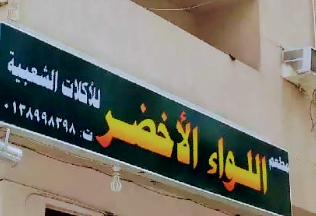 مطعم اللواء الأخضر
للأكلات الشعبية
ت: ٠١٣٨٩٩٨٣٩٨